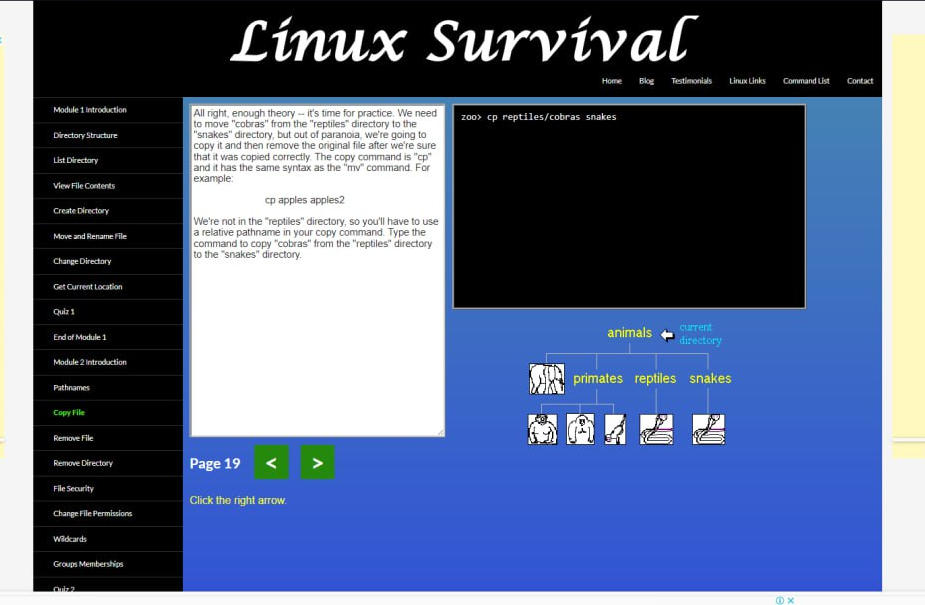 Linux Survival
Home Blog Testimonials Linux Links Command List Contact
Module 1 Introduction
Directory Structure
List Directory
View File Contents
Create Directory
Move and Rename File
Change Directory
Get Current Location
Quiz 1
End of Module 1
Module 2 Introduction
Pathnames
Copy File
Remove File
Remove Directory
File Security
Change File Permissions
Wildcards
Groups Memberships
Quiz 2
All right, enough theory -- it's time for practice. We need
to move "cobras" from the "reptiles" directory to the
"snakes" directory, but out of paranoia, we're going to
copy it and then remove the original file after we're sure
that it was copied correctly. The copy command is "cp"
and it has the same syntax as the "mv" command. For
example:
cp apples apples2
We're not in the "reptiles" directory, so you'll have to use
a relative pathname in your copy command. Type the
command to copy "cobras" from the "reptiles" directory
to the "snakes" directory.
Page 19 < >
Click the right arrow.
zoo> cp reptiles/cobras snakes
animals
current
directory
primates reptiles snakes